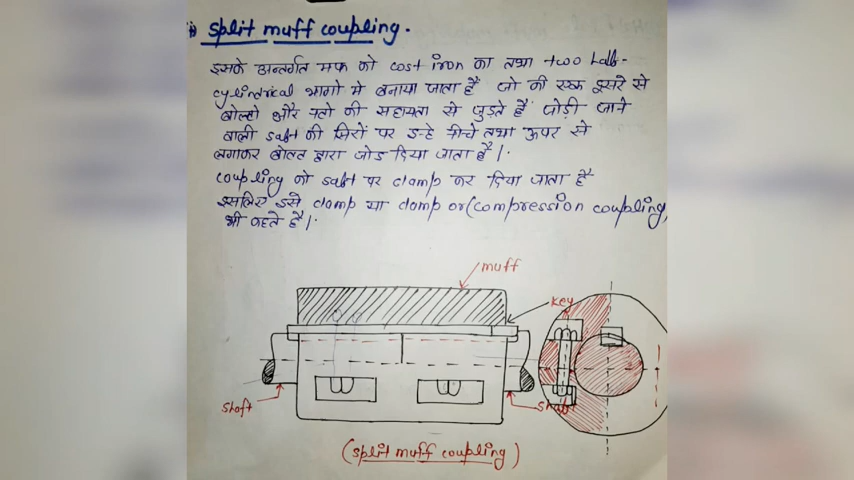 ii) split muff coupling.
इसके अन्तर्गत मफ को cost iron का तथा two half-
cylindrical भागो मे बनाया जाता है जो की एक दूसरे से
बोल्टो और नटो की सहायता से जुड़ते है जोड़ी जाने
वाली saft की सिरों पर इन्हे नीचे तथा ऊपर से
लगाकर बोल्ट द्वारा जोड दिया जाता है।
coupling को saft पर clamp कर दिया जाता है
इसलिए इसे clamp या clamp or (compression coupling,
भी कहते है।
muff
key
shaft
shaft
(split muff coupling)